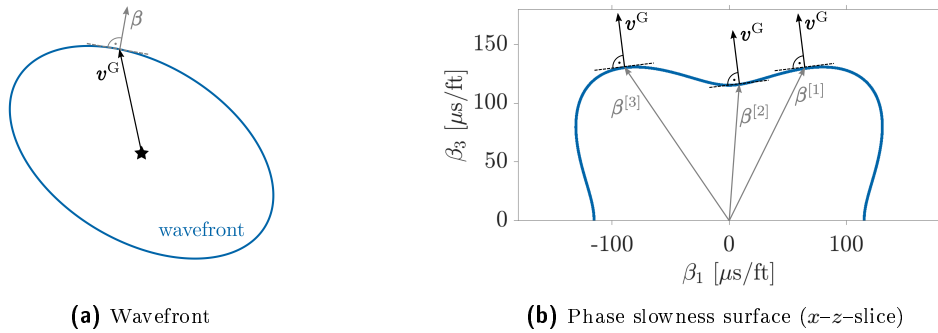 β
v^G
wavefront
(a) Wavefront
150
100
50
0
β₃ [μs/ft]
v^G
v^G
v^G
β^[3]
β^[2]
β^[1]
-100
0
100
β₁ [μs/ft]
(b) Phase slowness surface (x–z–slice)